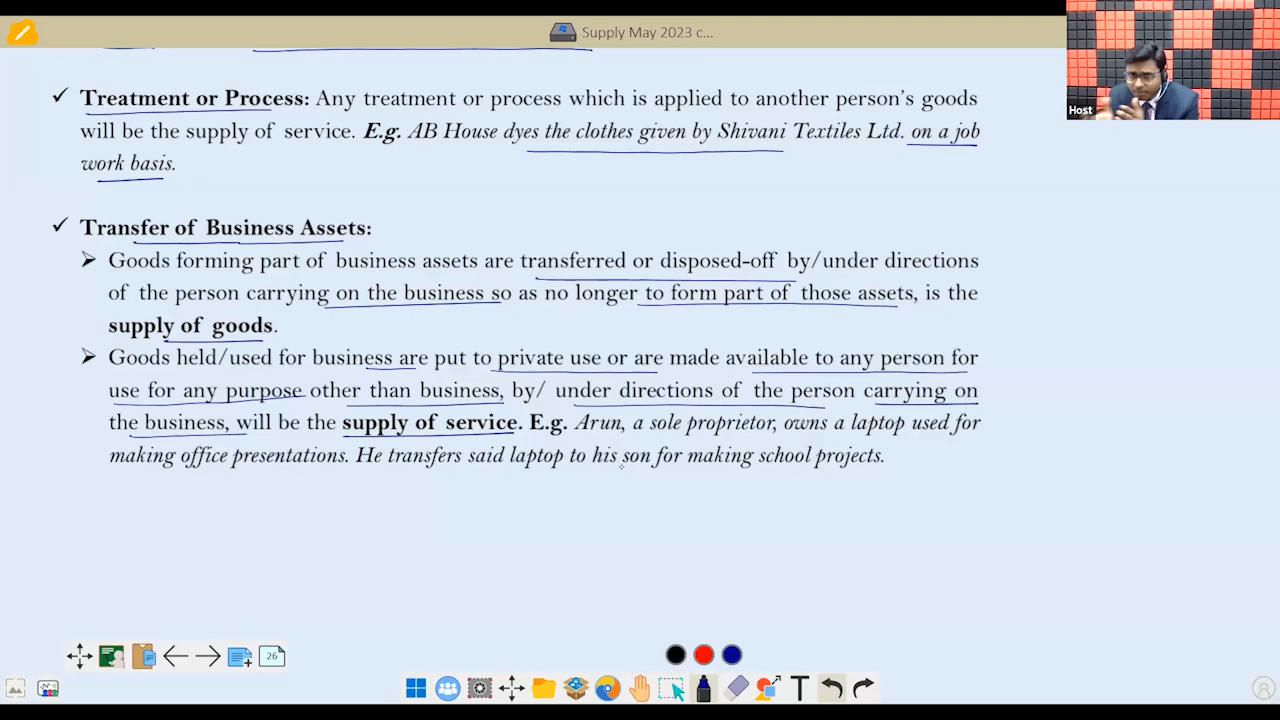 Supply May 2023 c...
Host
✓ Treatment or Process: Any treatment or process which is applied to another person's goods
will be the supply of service. E.g. AB House dyes the clothes given by Shivani Textiles Ltd. on a job
work basis.
✓ Transfer of Business Assets:
➢ Goods forming part of business assets are transferred or disposed-off by/under directions
of the person carrying on the business so as no longer to form part of those assets, is the
supply of goods.
➢ Goods held/used for business are put to private use or are made available to any person for
use for any purpose other than business, by/ under directions of the person carrying on
the business, will be the supply of service. E.g. Arun, a sole proprietor, owns a laptop used for
making office presentations. He transfers said laptop to his son for making school projects.
26